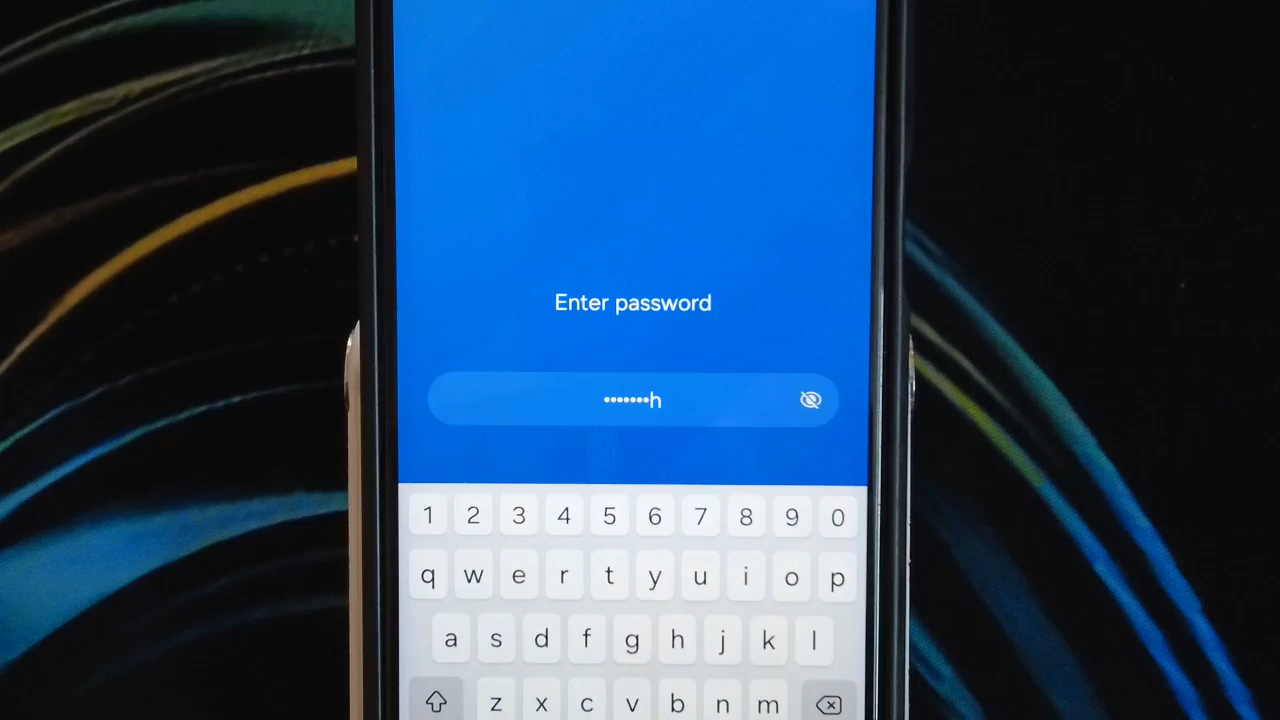 Enter password
•••••••h
1 2 3 4 5 6 7 8 9 0
q w e r t y u i o p
a s d f g h j k l
z x c v b n m